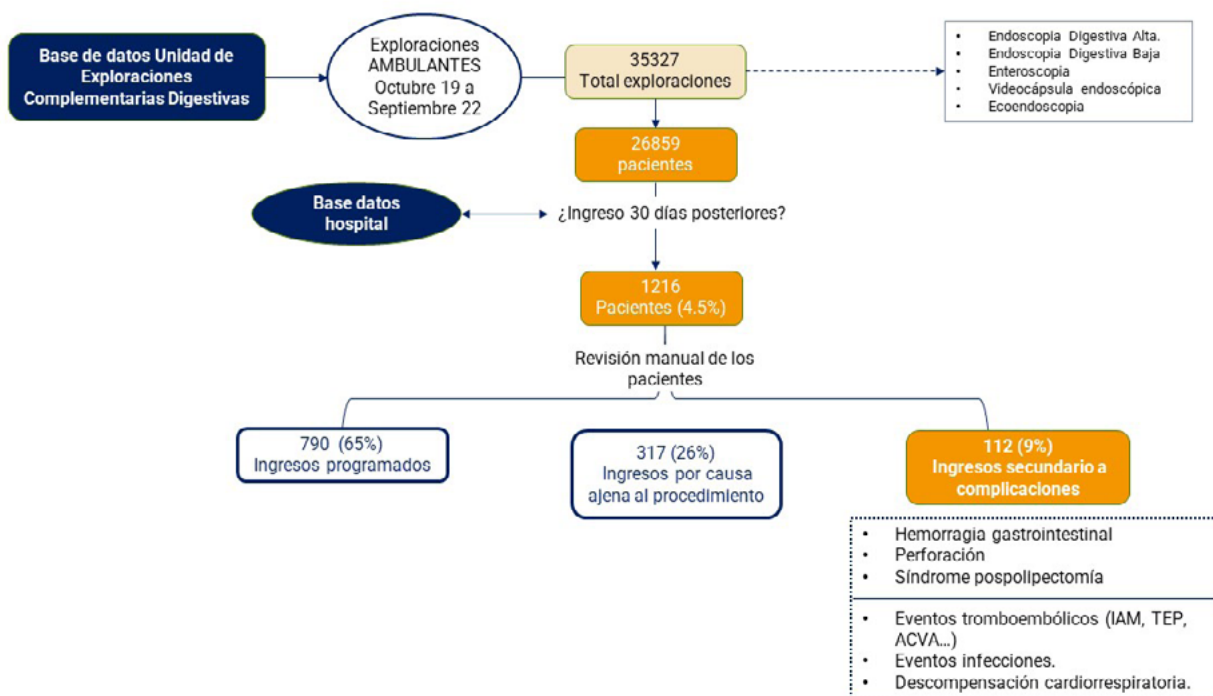 Base de datos Unidad de
Exploraciones
Complementarias Digestivas
Exploraciones
AMBULANTES
Octubre 19 a
Septiembre 22
35327
Total exploraciones
• Endoscopia Digestiva Alta.
• Endoscopia Digestiva Baja
• Enteroscopia
• Videocápsula endoscópica
• Ecoendoscopia
26859
pacientes
Base datos
hospital
¿Ingreso 30 días posteriores?
1216
Pacientes (4.5%)
Revisión manual de los
pacientes
790 (65%)
Ingresos programados
317 (26%)
Ingresos por causa
ajena al procedimiento
112 (9%)
Ingresos secundario a
complicaciones
• Hemorragia gastrointestinal
• Perforación
• Síndrome pospolipectomía
• Eventos tromboembólicos (IAM, TEP,
ACVA...)
• Eventos infecciones.
• Descompensación cardiorrespiratoria.